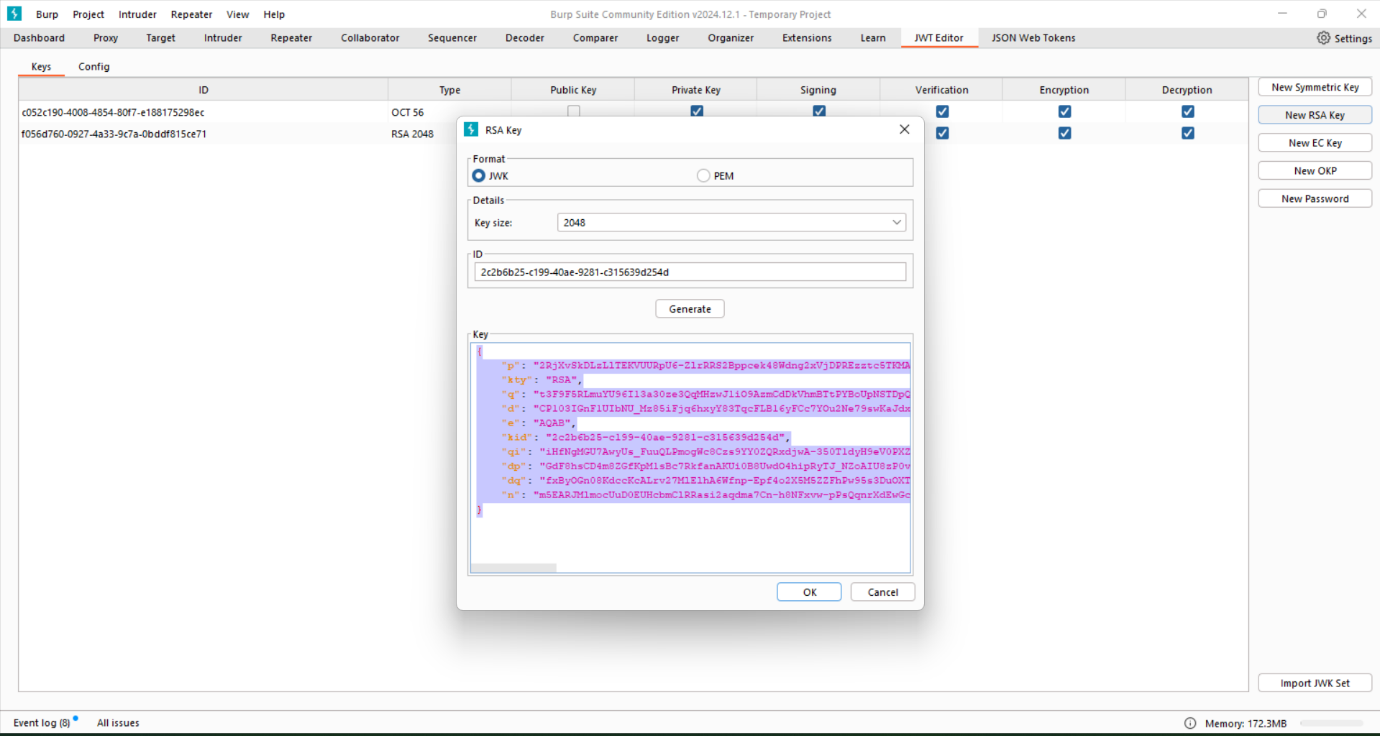 Burp Project Intruder Repeater View Help
Burp Suite Community Edition v2024.12.1 - Temporary Project
Dashboard Proxy Target Intruder Repeater Collaborator Sequencer Decoder Comparer Logger Organizer Extensions Learn JWT Editor JSON Web Tokens Settings
Keys Config
ID Type Public Key Private Key Signing Verification Encryption Decryption
c052c190-4008-4854-80f7-e188175298ec OCT 56
f056d760-0927-4a33-9c7a-0bddf815ce71 RSA 2048
New Symmetric Key
New RSA Key
New EC Key
New OKP
New Password
Import JWK Set
RSA Key
Format
JWK PEM
Details
Key size: 2048
ID
2c2b6b25-c199-40ae-9281-c315639d254d
Generate
Key
{
"p":
"kty": "RSA",
"q":
"d":
"e": "AQAB",
"kid": "2c2b6b25-c199-40ae-9281-c315639d254d",
"qi":
"dp":
"dq":
"n":
}
OK Cancel
Event log (8) All issues
Memory: 172.3MB